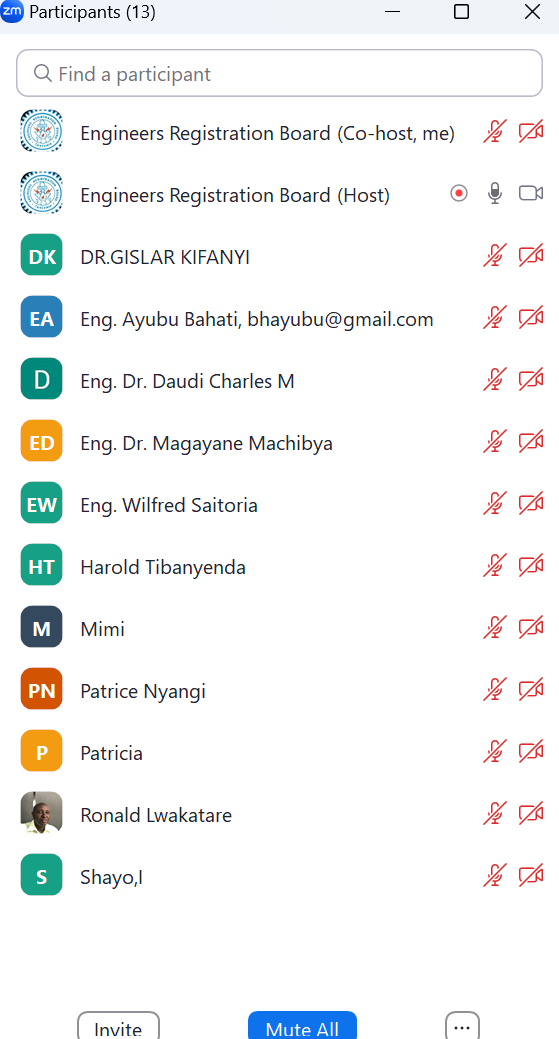 zm Participants (13)
Find a participant
Engineers Registration Board (Co-host, me)
Engineers Registration Board (Host)
DK DR.GISLAR KIFANYI
EA Eng. Ayubu Bahati, bhayubu@gmail.com
D Eng. Dr. Daudi Charles M
ED Eng. Dr. Magayane Machibya
EW Eng. Wilfred Saitoria
HT Harold Tibanyenda
M Mimi
PN Patrice Nyangi
P Patricia
Ronald Lwakatare
S Shayo,I
Invite Mute All ...